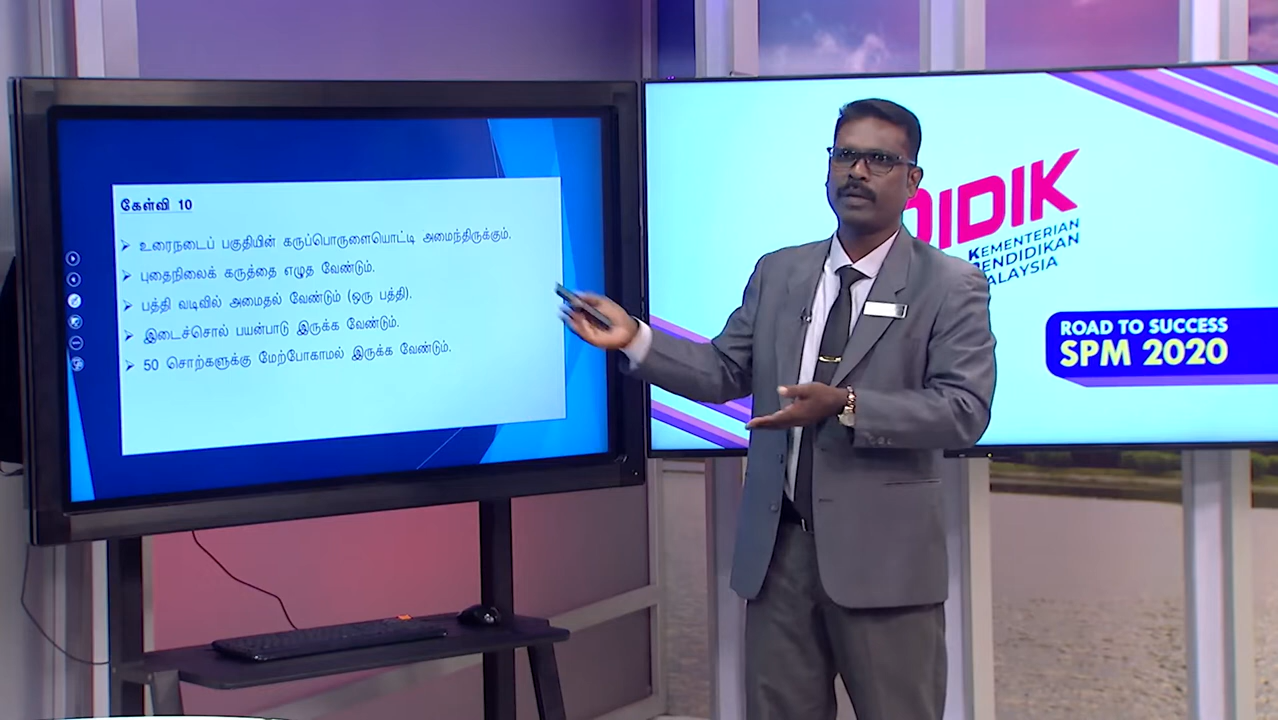 கேள்வி 10
➤ உரைநடைப் பகுதியின் கருப்பொருளையொட்டி அமைந்திருக்கும்.
➤ புதைநிலைக் கருத்தை எழுத வேண்டும்.
➤ பத்தி வடிவில் அமைதல் வேண்டும் (ஒரு பத்தி).
➤ இடைச்சொல் பயன்பாடு இருக்க வேண்டும்.
➤ 50 சொற்களுக்கு மேற்போகாமல் இருக்க வேண்டும்.
DIDIK
KEMENTERIAN
ENDIDIKAN
ALAYSIA
ROAD TO SUCCESS
SPM 2020